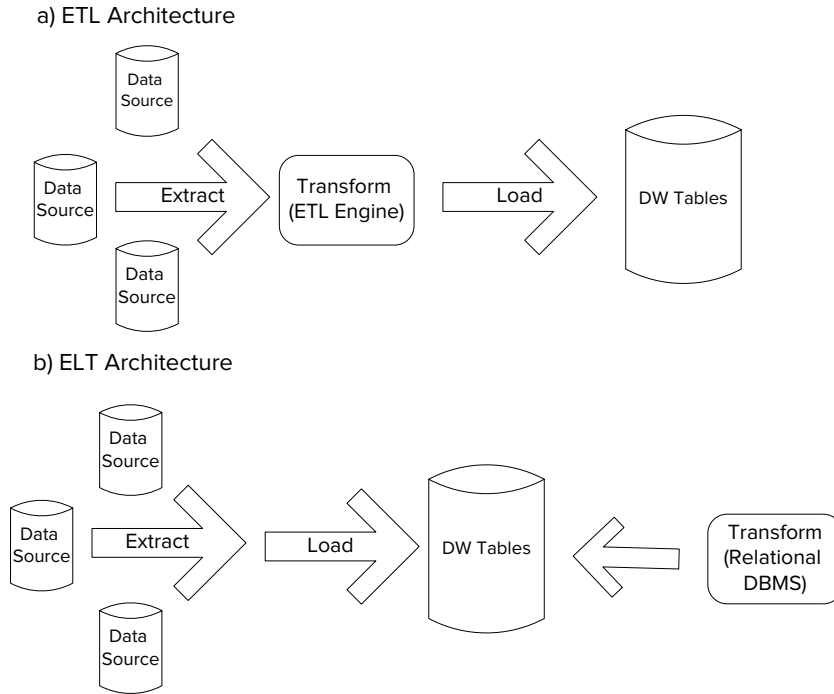 a) ETL Architecture
Data
Source
Data
Source
Data
Source
Extract
Transform
(ETL Engine)
Load
DW Tables
b) ELT Architecture
Data
Source
Data
Source
Data
Source
Extract
Load
DW Tables
Transform
(Relational
DBMS)